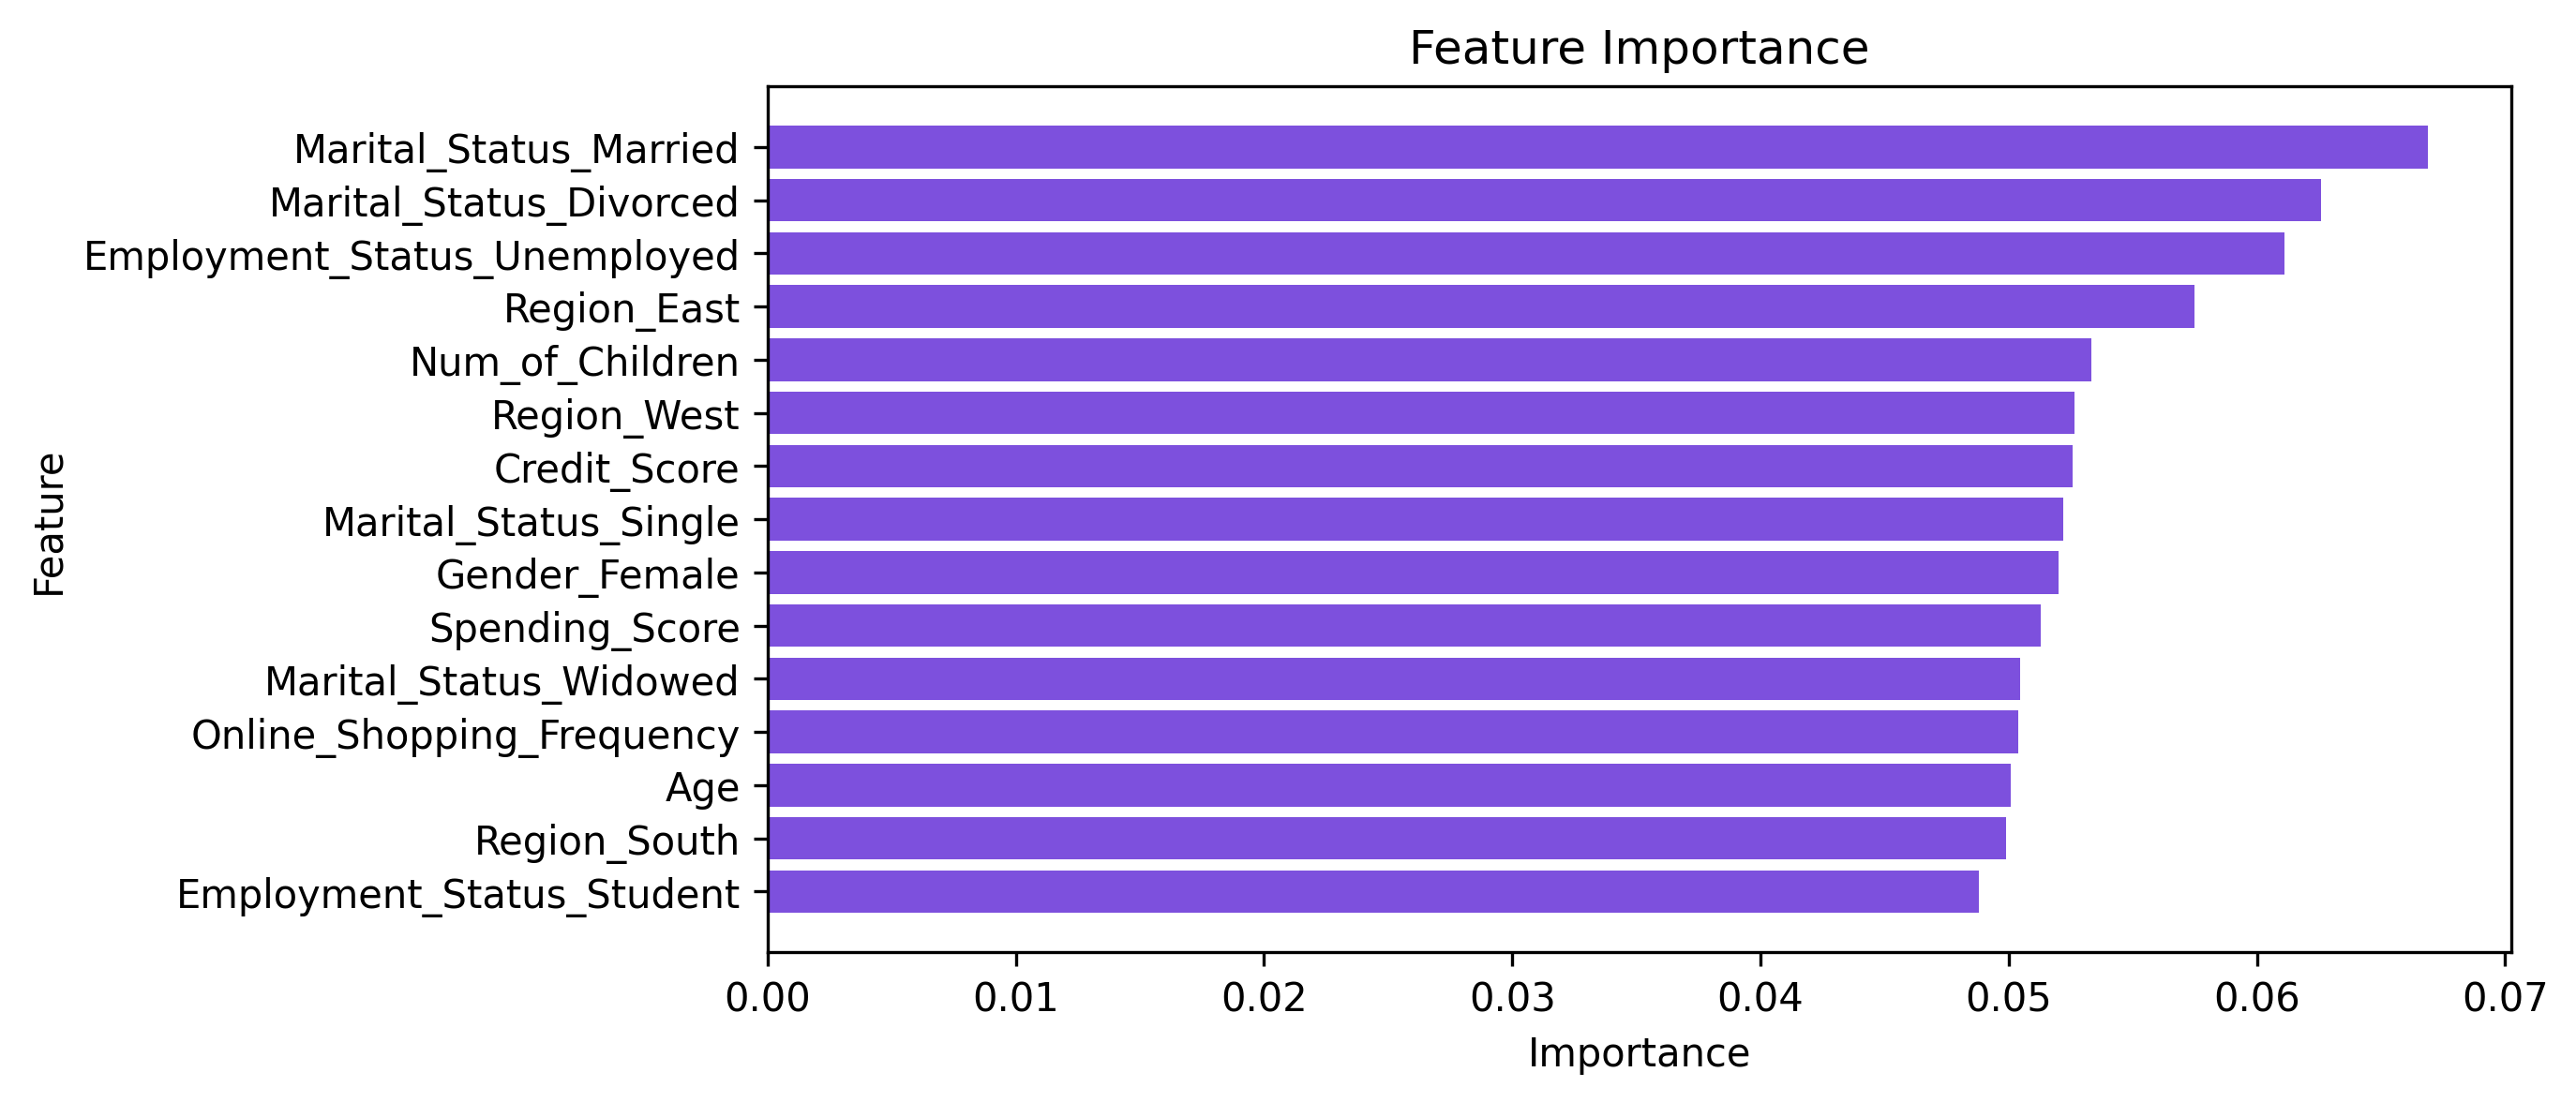 Feature Importance
Marital_Status_Married
Marital_Status_Divorced
Employment_Status_Unemployed
Region_East
Num_of_Children
Region_West
Credit_Score
Marital_Status_Single
Gender_Female
Spending_Score
Marital_Status_Widowed
Online_Shopping_Frequency
Age
Region_South
Employment_Status_Student
Feature
0.00 0.01 0.02 0.03 0.04 0.05 0.06 0.07
Importance